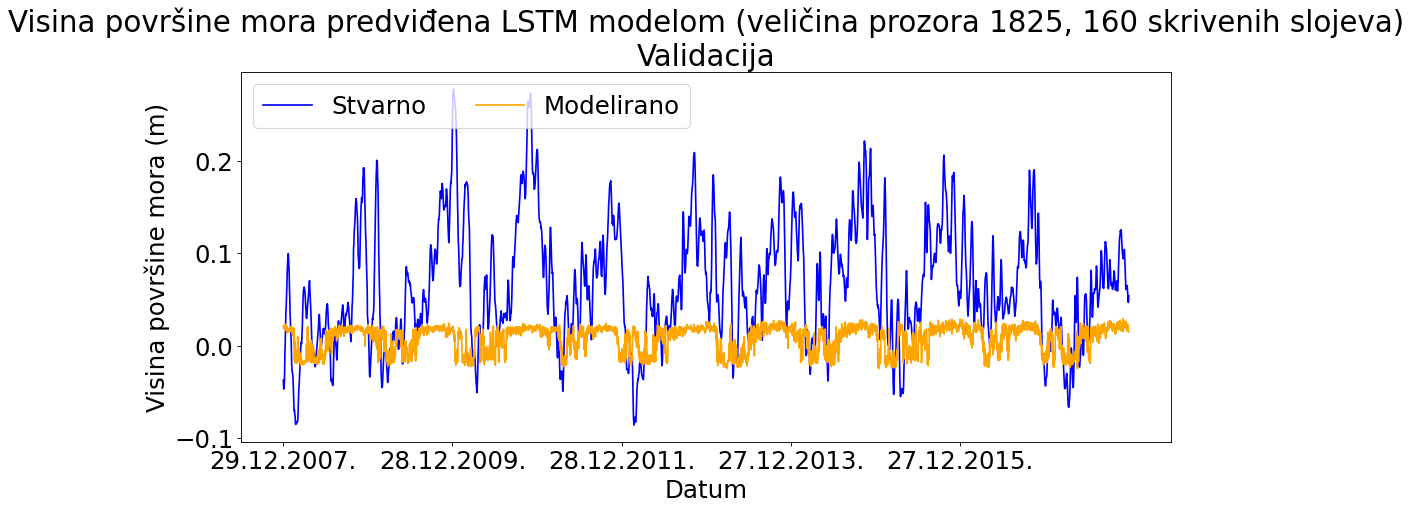 Visina površine mora predviđena LSTM modelom (veličina prozora 1825, 160 skrivenih slojeva)
Validacija
Stvarno
Modelirano
Visina površine mora (m)
0.2
0.1
0.0
−0.1
29.12.2007.
28.12.2009.
28.12.2011.
27.12.2013.
27.12.2015.
Datum